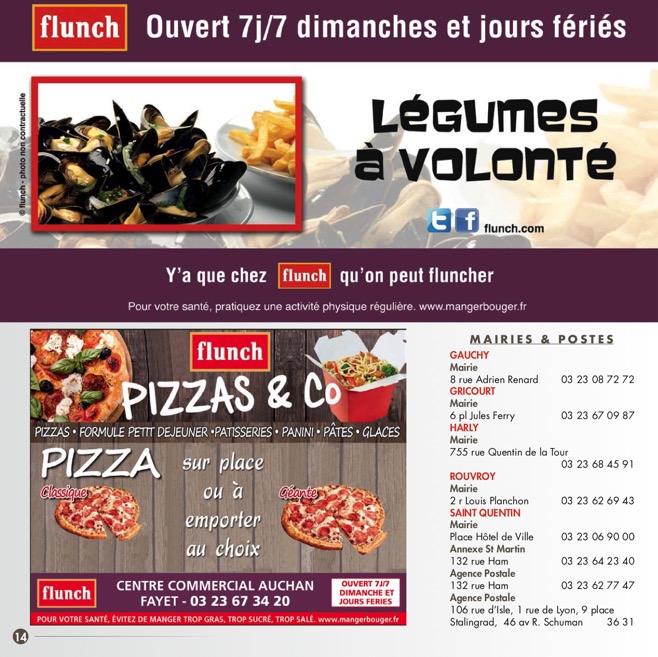 flunch Ouvert 7j/7 dimanches et jours fériés
© flunch - photo non contractuelle
LÉGUMES
à VOLONTÉ
flunch.com
Y'a que chez flunch qu'on peut fluncher
Pour votre santé, pratiquez une activité physique régulière. www.mangerbouger.fr
flunch
PIZZAS & Co
PIZZAS • FORMULE PETIT DEJEUNER •PATISSERIES • PANINI • PÂTES • GLACES
PIZZA sur place
ou à
emporter
au choix
Classique
Géante
flunch CENTRE COMMERCIAL AUCHAN
FAYET - 03 23 67 34 20
OUVERT 7J/7
DIMANCHE ET
JOURS FERIES
POUR VOTRE SANTÉ, ÉVITEZ DE MANGER TROP GRAS, TROP SUCRÉ, TROP SALÉ. www.mangerbouger.fr
MAIRIES & POSTES
GAUCHY
Mairie
8 rue Adrien Renard 03 23 08 72 72
GRICOURT
Mairie
6 pl Jules Ferry 03 23 67 09 87
HARLY
Mairie
755 rue Quentin de la Tour
03 23 68 45 91
ROUVROY
Mairie
2 r Louis Planchon 03 23 62 69 43
SAINT QUENTIN
Mairie
Place Hôtel de Ville 03 23 06 90 00
Annexe St Martin
132 rue Ham 03 23 64 23 40
Agence Postale
132 rue Ham 03 23 62 77 47
Agence Postale
106 rue d'Isle, 1 rue de Lyon, 9 place
Stalingrad, 46 av R. Schuman 36 31
14